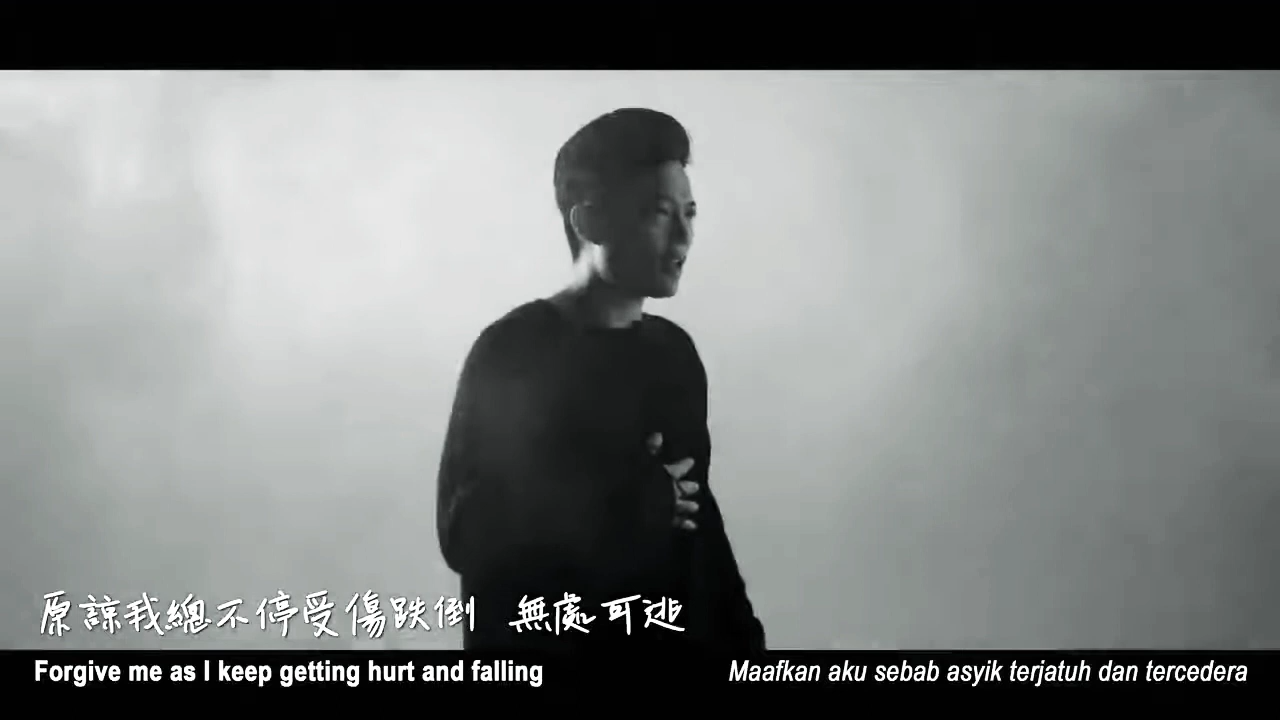 原諒我總不停受傷跌倒 無處可逃
Forgive me as I keep getting hurt and falling
Maafkan aku sebab asyik terjatuh dan tercedera